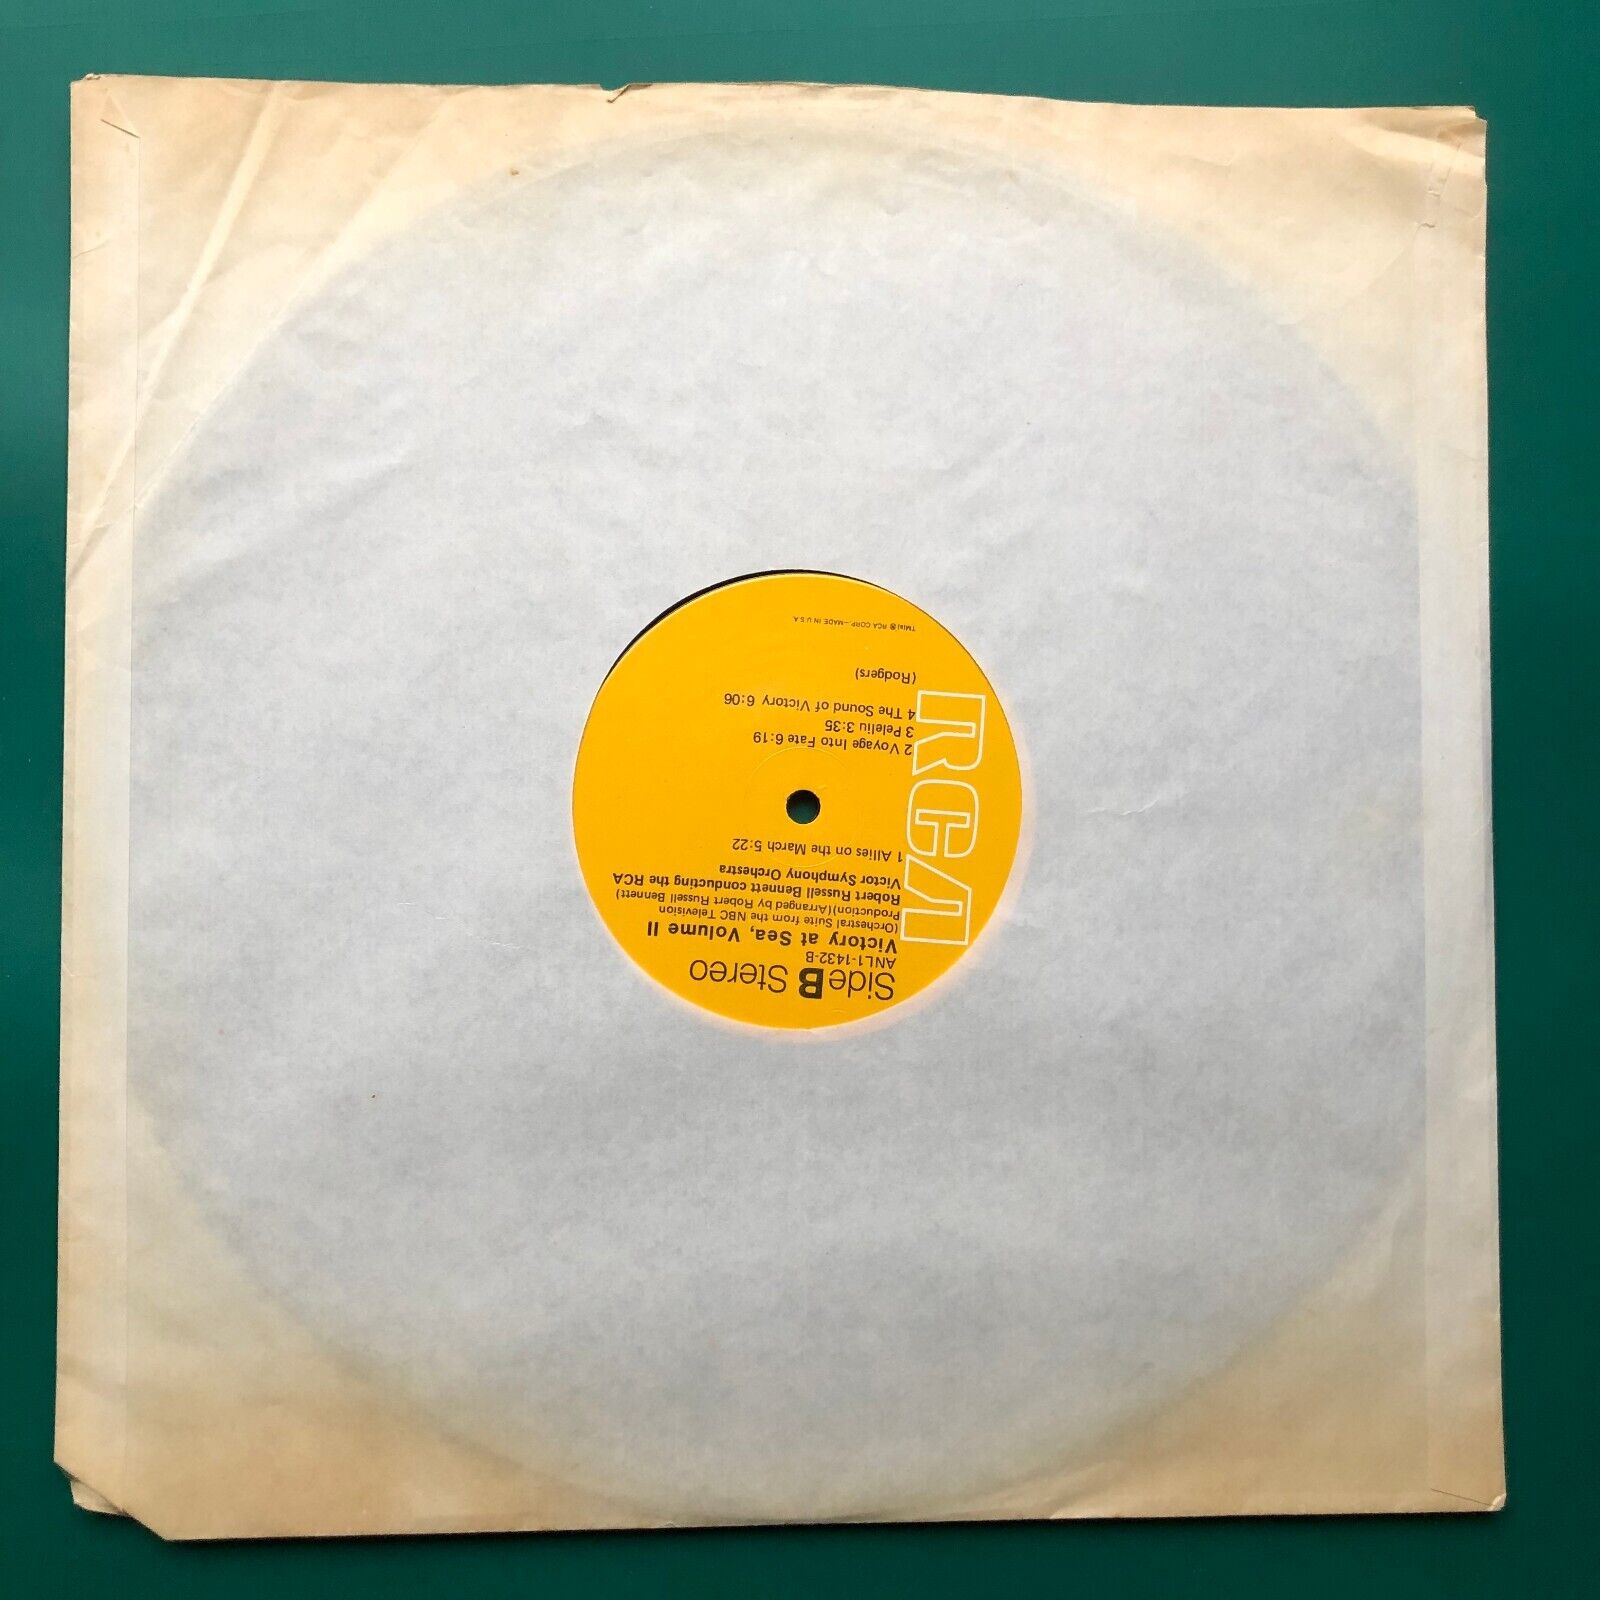 RCA
Side B Stereo
ANL1-1432-B
Victory at Sea, Volume II
(Orchestral Suite from the NBC Television
Production)(Arranged by Robert Russell Bennett)
Robert Russell Bennett conducting the RCA
Victor Symphony Orchestra
1 Allies on the March 5:22
2 Voyage Into Fate 6:19
3 Peleliu 3:35
4 The Sound of Victory 6:06
(Rodgers)
TM(s) ® RCA CORP.—MADE IN U S A